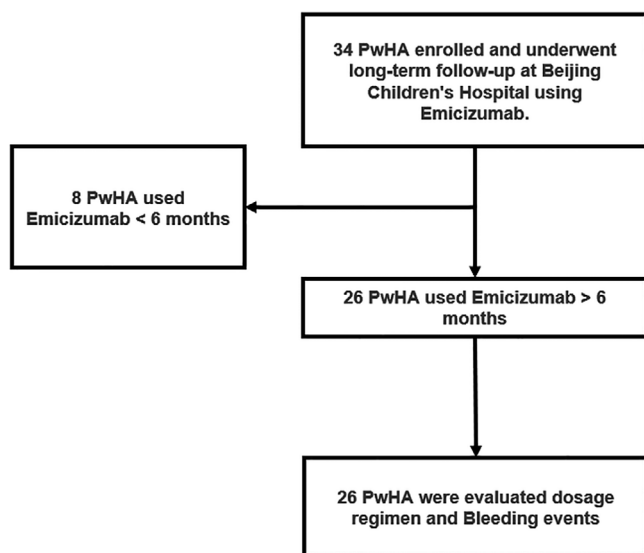 34 PwHA enrolled and underwent
long-term follow-up at Beijing
Children's Hospital using
Emicizumab.
8 PwHA used
Emicizumab < 6 months
26 PwHA used Emicizumab > 6
months
26 PwHA were evaluated dosage
regimen and Bleeding events